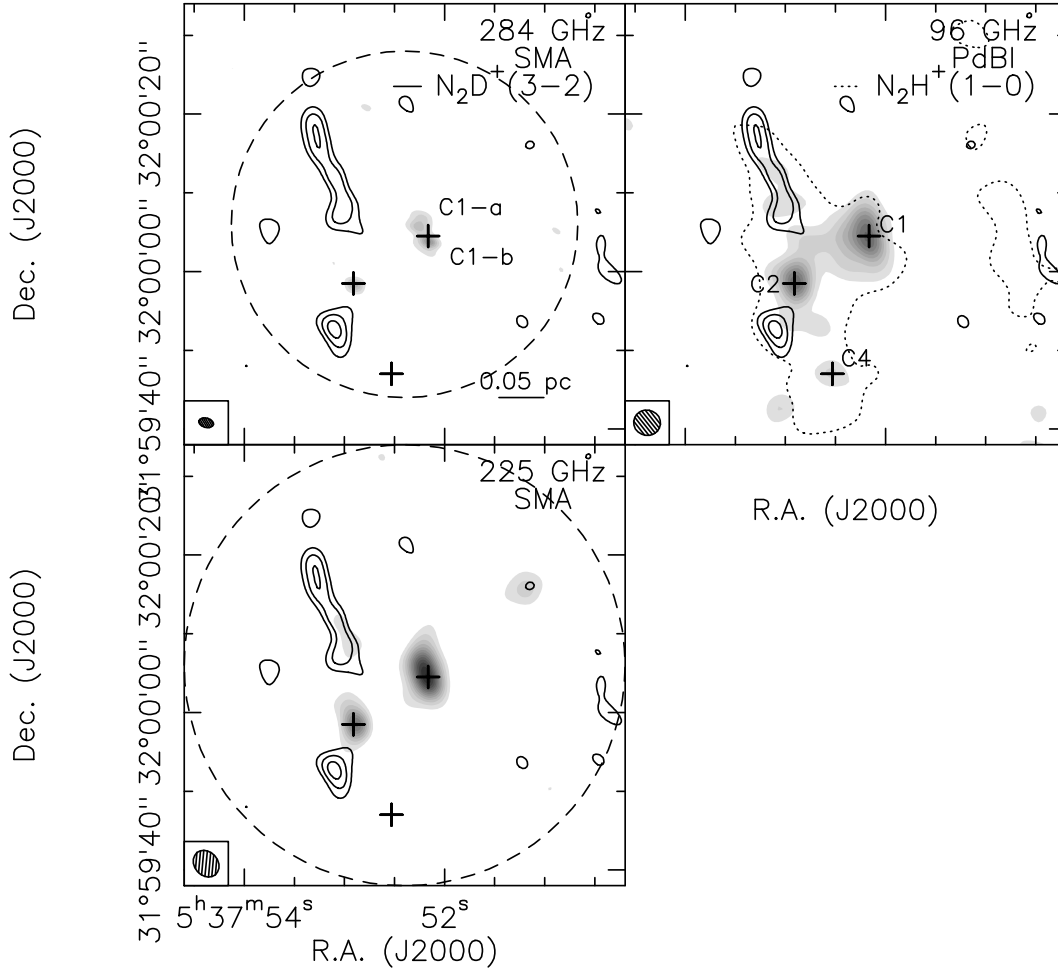 284 GHz
SMA
N₂D⁺(3−2)
C1−a
C1−b
0.05 pc
96 GHz
PdBI
N₂H⁺(1−0)
C1
C2
C4
Dec. (J2000)
32°00'20''
32°00'00''
31°59'40''
R.A. (J2000)
225 GHz
SMA
Dec. (J2000)
32°00'20''
32°00'00''
31°59'40''
5ʰ37ᵐ54ˢ
52ˢ
R.A. (J2000)